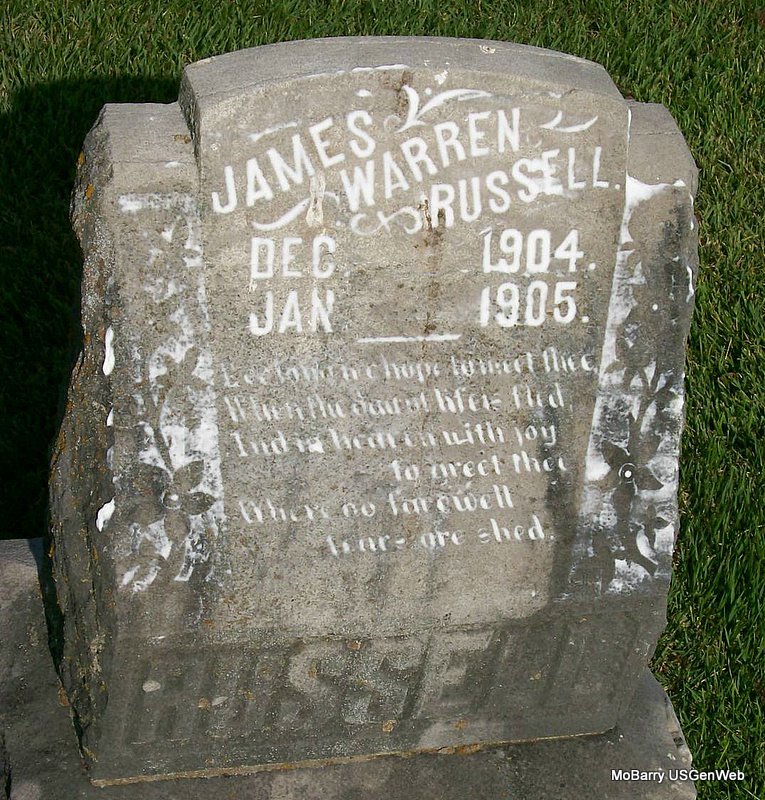 JAMES WARREN RUSSELL.
DEC 1904.
JAN 1905.
hope to meet thee
When the day of life is fled
And in heaven with joy
to greet thee
Where no farewell
tears are shed.
RUSSELL
MoBarry USGenWeb